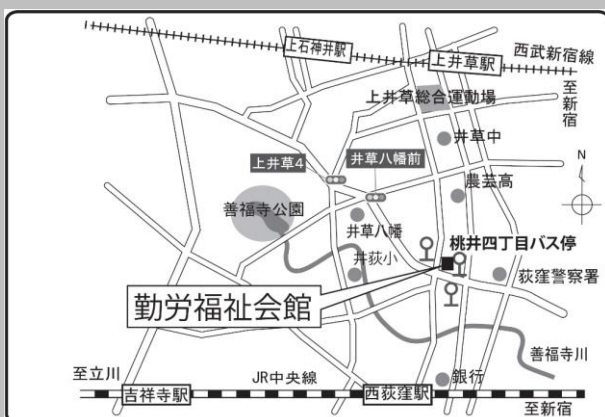 上石神井駅
上井草駅
西武新宿線
至新宿
上井草総合運動場
井草中
上井草4
井草八幡前
N
農芸高
善福寺公園
井草八幡
桃井四丁目バス停
井荻小
荻窪警察署
勤労福祉会館
善福寺川
至立川
JR中央線
銀行
吉祥寺駅
西荻窪駅
至新宿